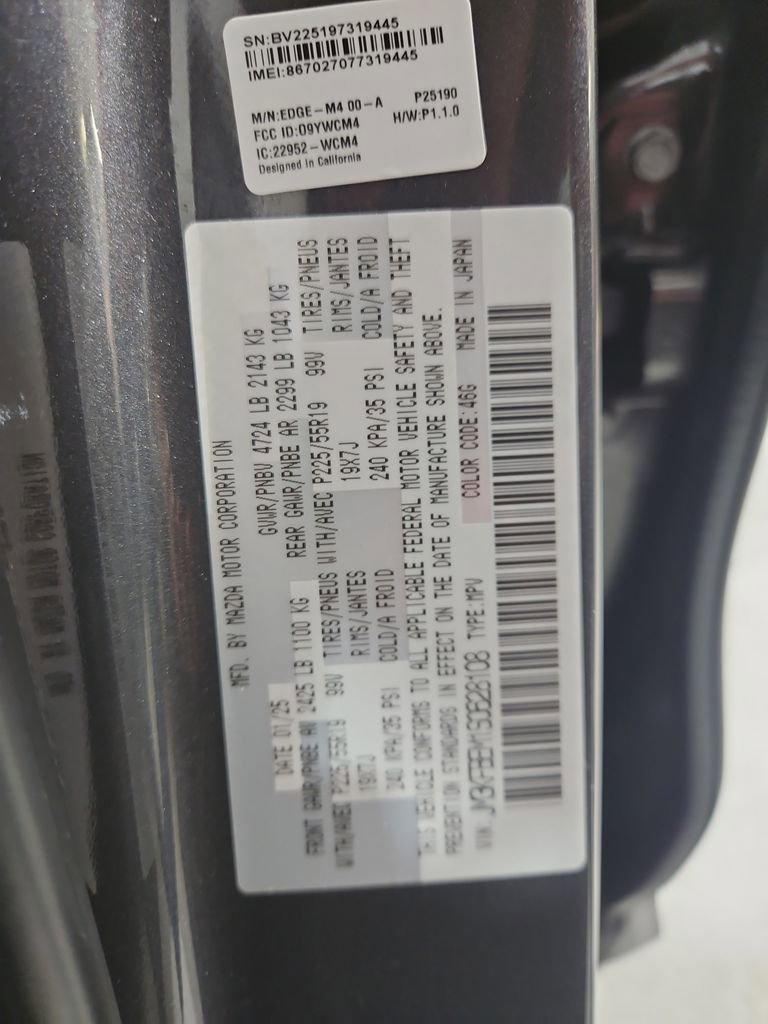 SN:BV225197319445
IMEI:867027077319445
M/N:EDGE-M4 00-A P25190
FCC ID:O9YWCM4 H/W:P1.1.0
IC:22952-WCM4
Designed in California
MFD. BY MAZDA MOTOR CORPORATION
DATE 01/25 GVWR/PNBV 4724 LB 2143 KG
FRONT GAWR/PNBE AV 2425 LB 1100 KG REAR GAWR/PNBE AR 2299 LB 1043 KG
WITH/AVEC P225/55R19 99V TIRES/PNEUS WITH/AVEC P225/55R19 99V TIRES/PNEUS
19X7J RIMS/JANTES 19X7J RIMS/JANTES
240 KPA/35 PSI COLD/A FROID 240 KPA/35 PSI COLD/A FROID
THIS VEHICLE CONFORMS TO ALL APPLICABLE FEDERAL MOTOR VEHICLE SAFETY AND THEFT
PREVENTION STANDARDS IN EFFECT ON THE DATE OF MANUFACTURE SHOWN ABOVE.
VIN: TYPE:MPV COLOR CODE:46G MADE IN JAPAN